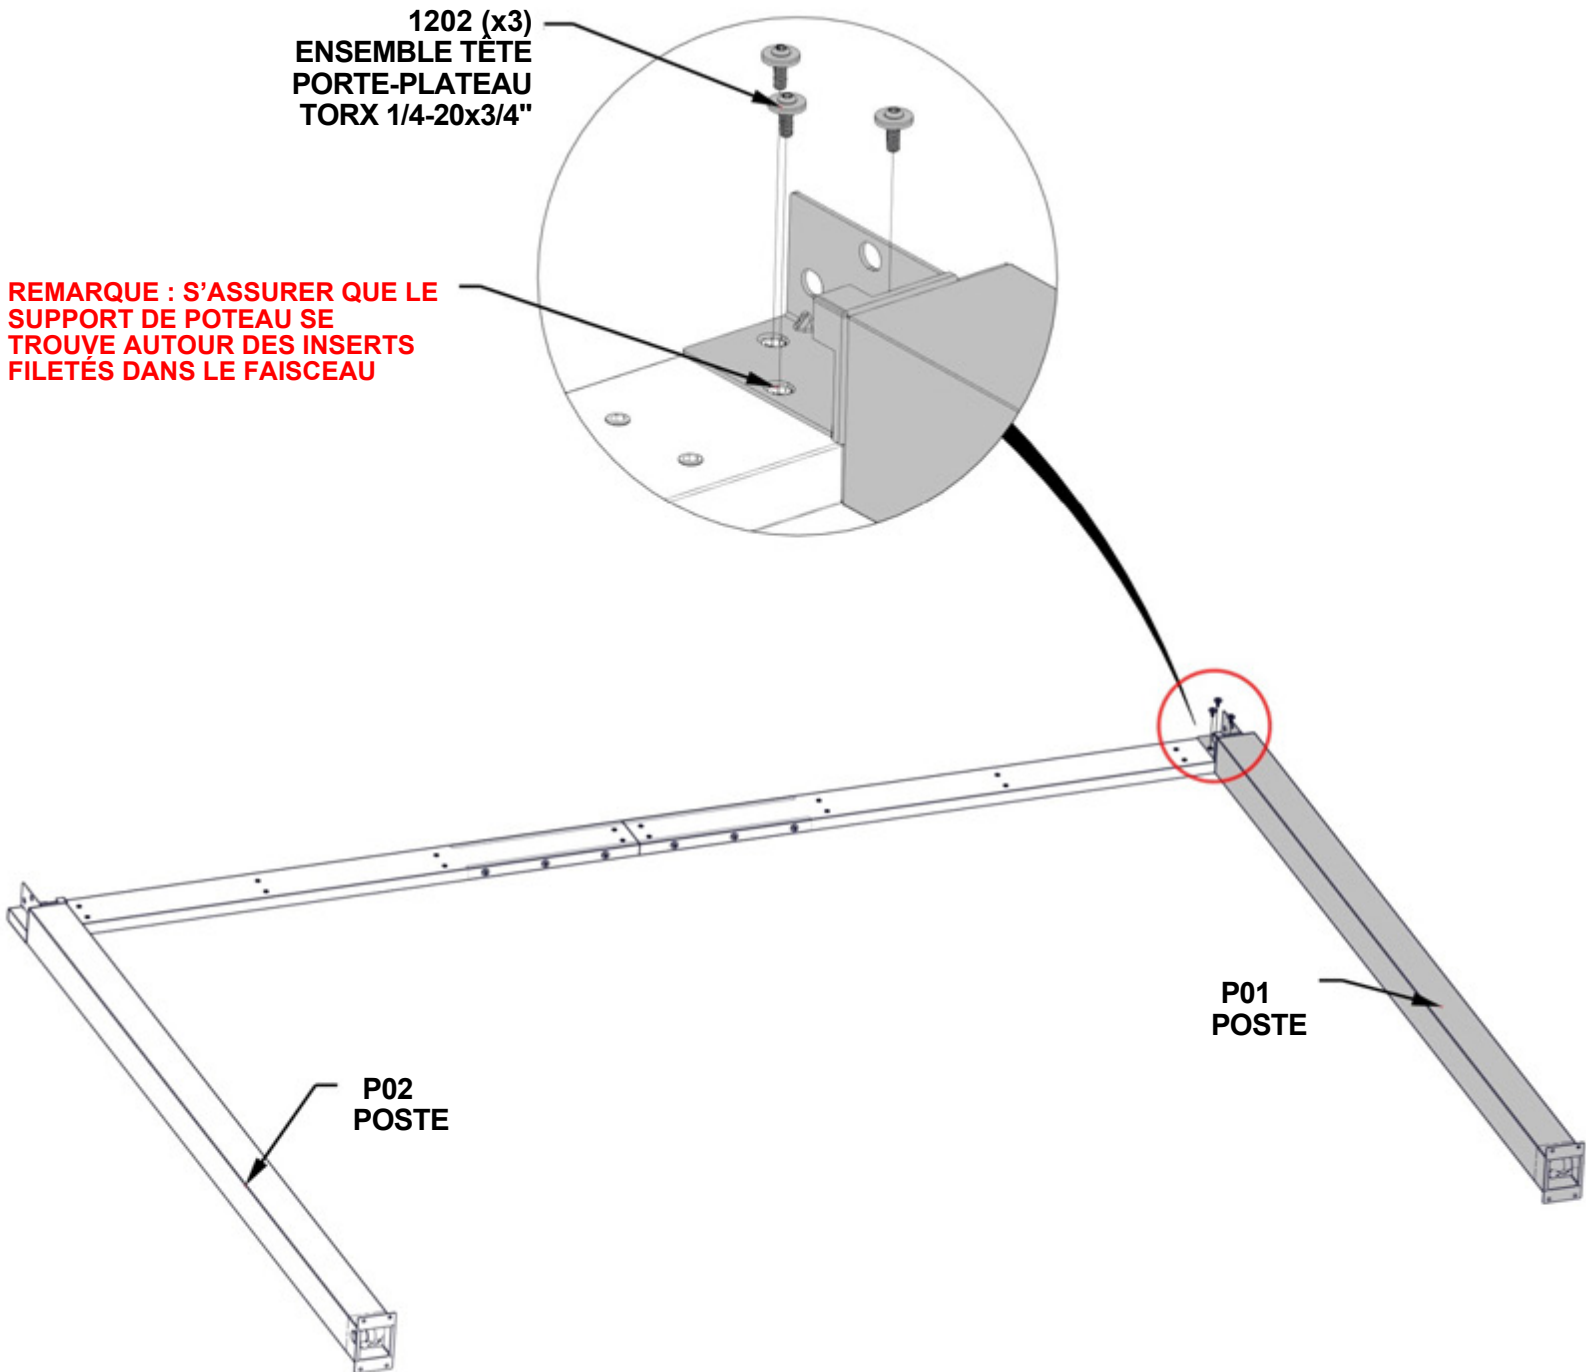 1202 (x3)
ENSEMBLE TÊTE
PORTE-PLATEAU
TORX 1/4-20x3/4"
REMARQUE : S’ASSURER QUE LE
SUPPORT DE POTEAU SE
TROUVE AUTOUR DES INSERTS
FILETÉS DANS LE FAISCEAU
P01
POSTE
P02
POSTE